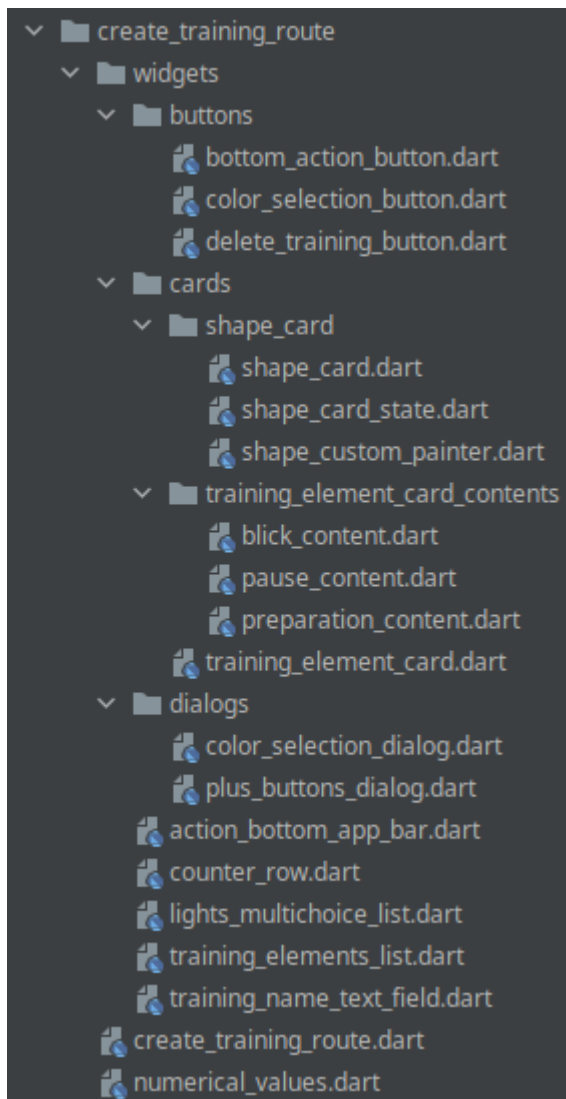 create_training_route
widgets
buttons
bottom_action_button.dart
color_selection_button.dart
delete_training_button.dart
cards
shape_card
shape_card.dart
shape_card_state.dart
shape_custom_painter.dart
training_element_card_contents
blick_content.dart
pause_content.dart
preparation_content.dart
training_element_card.dart
dialogs
color_selection_dialog.dart
plus_buttons_dialog.dart
action_bottom_app_bar.dart
counter_row.dart
lights_multichoice_list.dart
training_elements_list.dart
training_name_text_field.dart
create_training_route.dart
numerical_values.dart